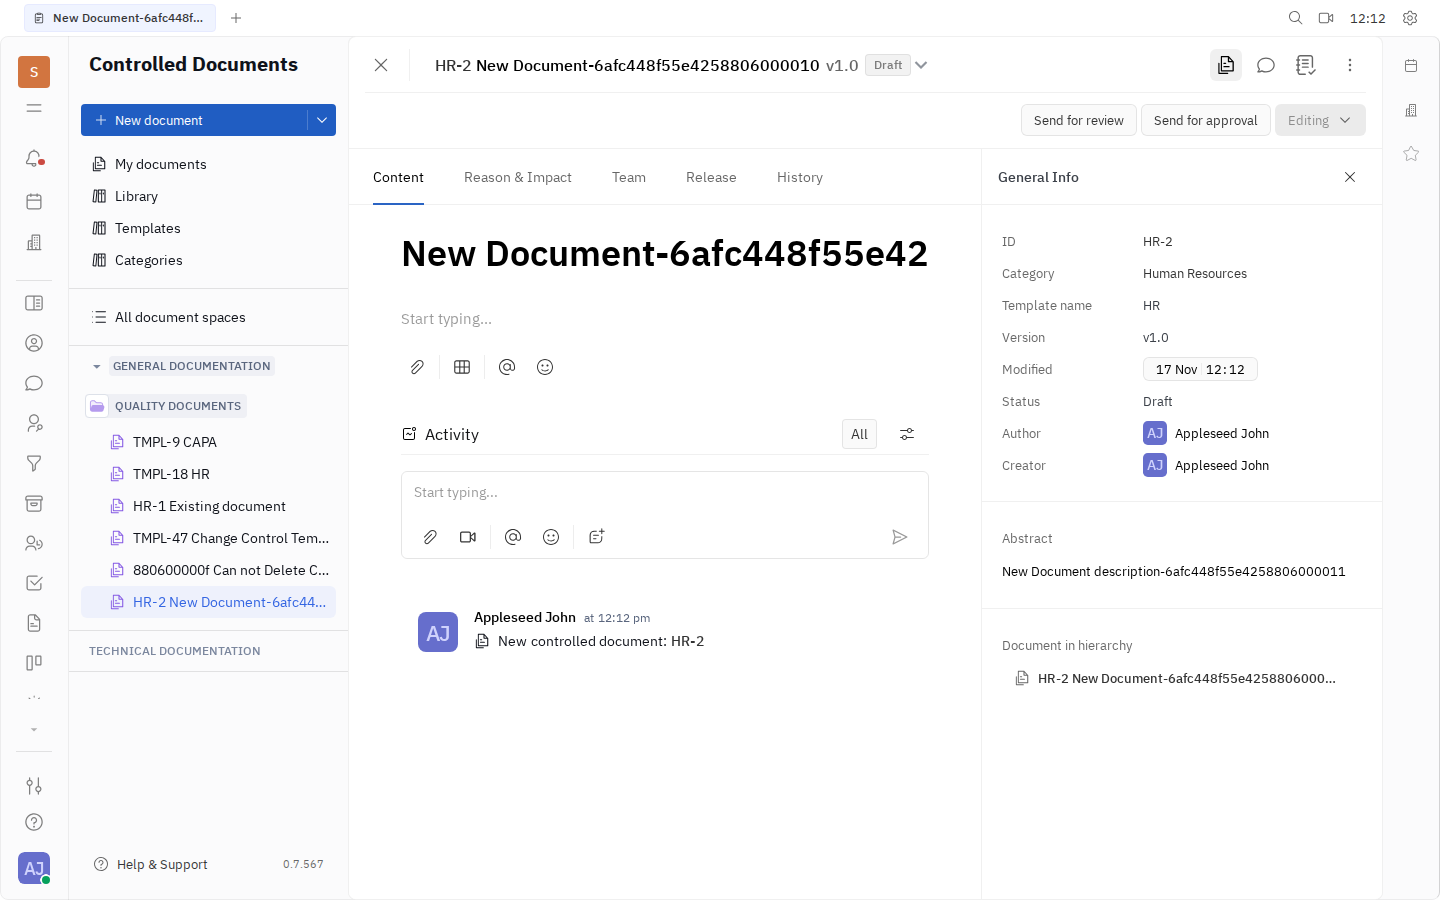 New Document-6afc448f...
12:12
S
Controlled Documents
New document
My documents
Library
Templates
Categories
All document spaces
GENERAL DOCUMENTATION
QUALITY DOCUMENTS
TMPL-9 CAPA
TMPL-18 HR
HR-1 Existing document
TMPL-47 Change Control Tem...
880600000f Can not Delete C...
HR-2 New Document-6afc44...
TECHNICAL DOCUMENTATION
Help & Support
0.7.567
AJ
HR-2 New Document-6afc448f55e4258806000010 v1.0 Draft
Send for review
Send for approval
Editing
Content
Reason & Impact
Team
Release
History
New Document-6afc448f55e42
Start typing...
Activity
All
Start typing...
AJ
Appleseed John at 12:12 pm
New controlled document: HR-2
General Info
ID HR-2
Category Human Resources
Template name HR
Version v1.0
Modified 17 Nov 12:12
Status Draft
Author AJ Appleseed John
Creator AJ Appleseed John
Abstract
New Document description-6afc448f55e4258806000011
Document in hierarchy
HR-2 New Document-6afc448f55e4258806000...